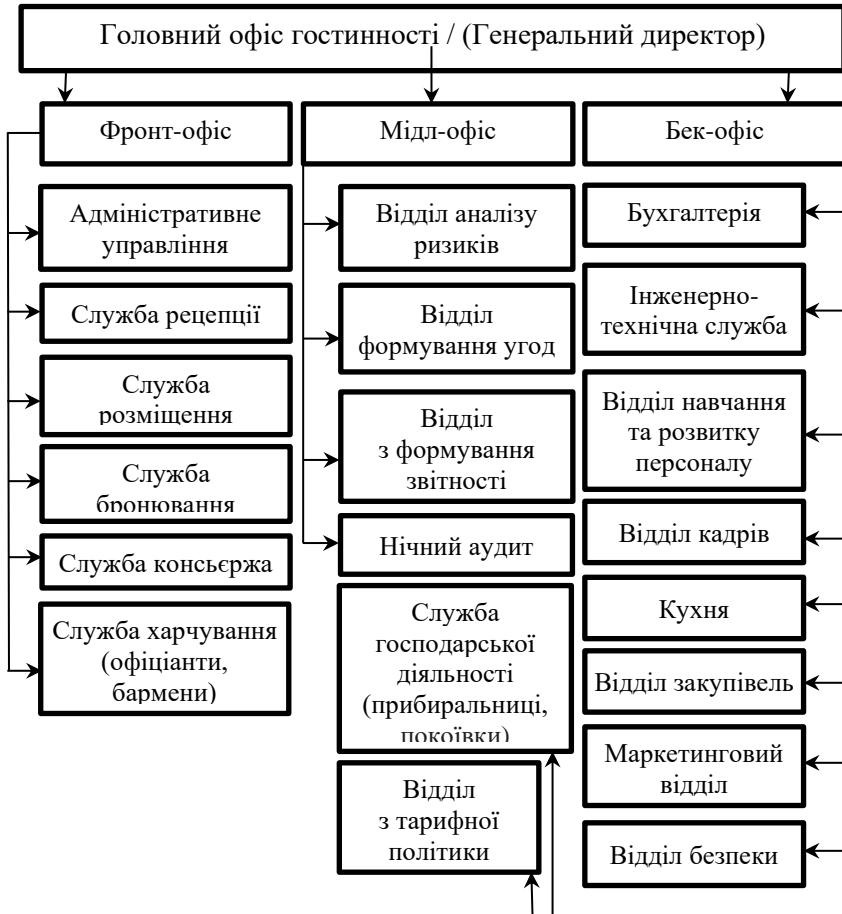 Головний офіс гостинності / (Генеральний директор)
Фронт-офіс
Мідл-офіс
Бек-офіс
Адміністративне
управління
Служба рецепції
Служба
розміщення
Служба
бронювання
Служба консьєржа
Служба харчування
(офіціанти,
бармени)
Відділ аналізу
ризиків
Відділ
формування угод
Відділ
з формування
звітності
Нічний аудит
Служба
господарської
діяльності
(прибиральниці,
покоївки)
Відділ
з тарифної
політики
Бухгалтерія
Інженерно-
технічна служба
Відділ навчання
та розвитку
персоналу
Відділ кадрів
Кухня
Відділ закупівель
Маркетинговий
відділ
Відділ безпеки